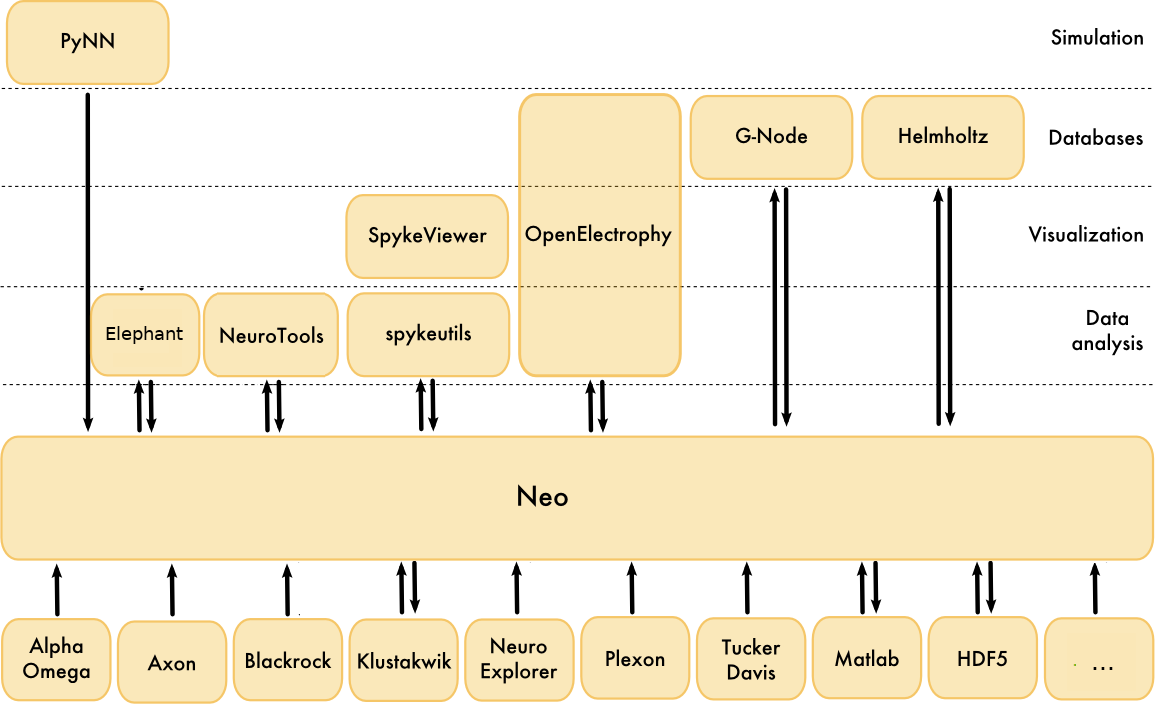 PyNN
Simulation
G-Node
Helmholtz
Databases
SpykeViewer
OpenElectrophy
Visualization
Elephant
NeuroTools
spykeutils
Data
analysis
Neo
Alpha
Omega
Axon
Blackrock
Klustakwik
Neuro
Explorer
Plexon
Tucker
Davis
Matlab
HDF5
...